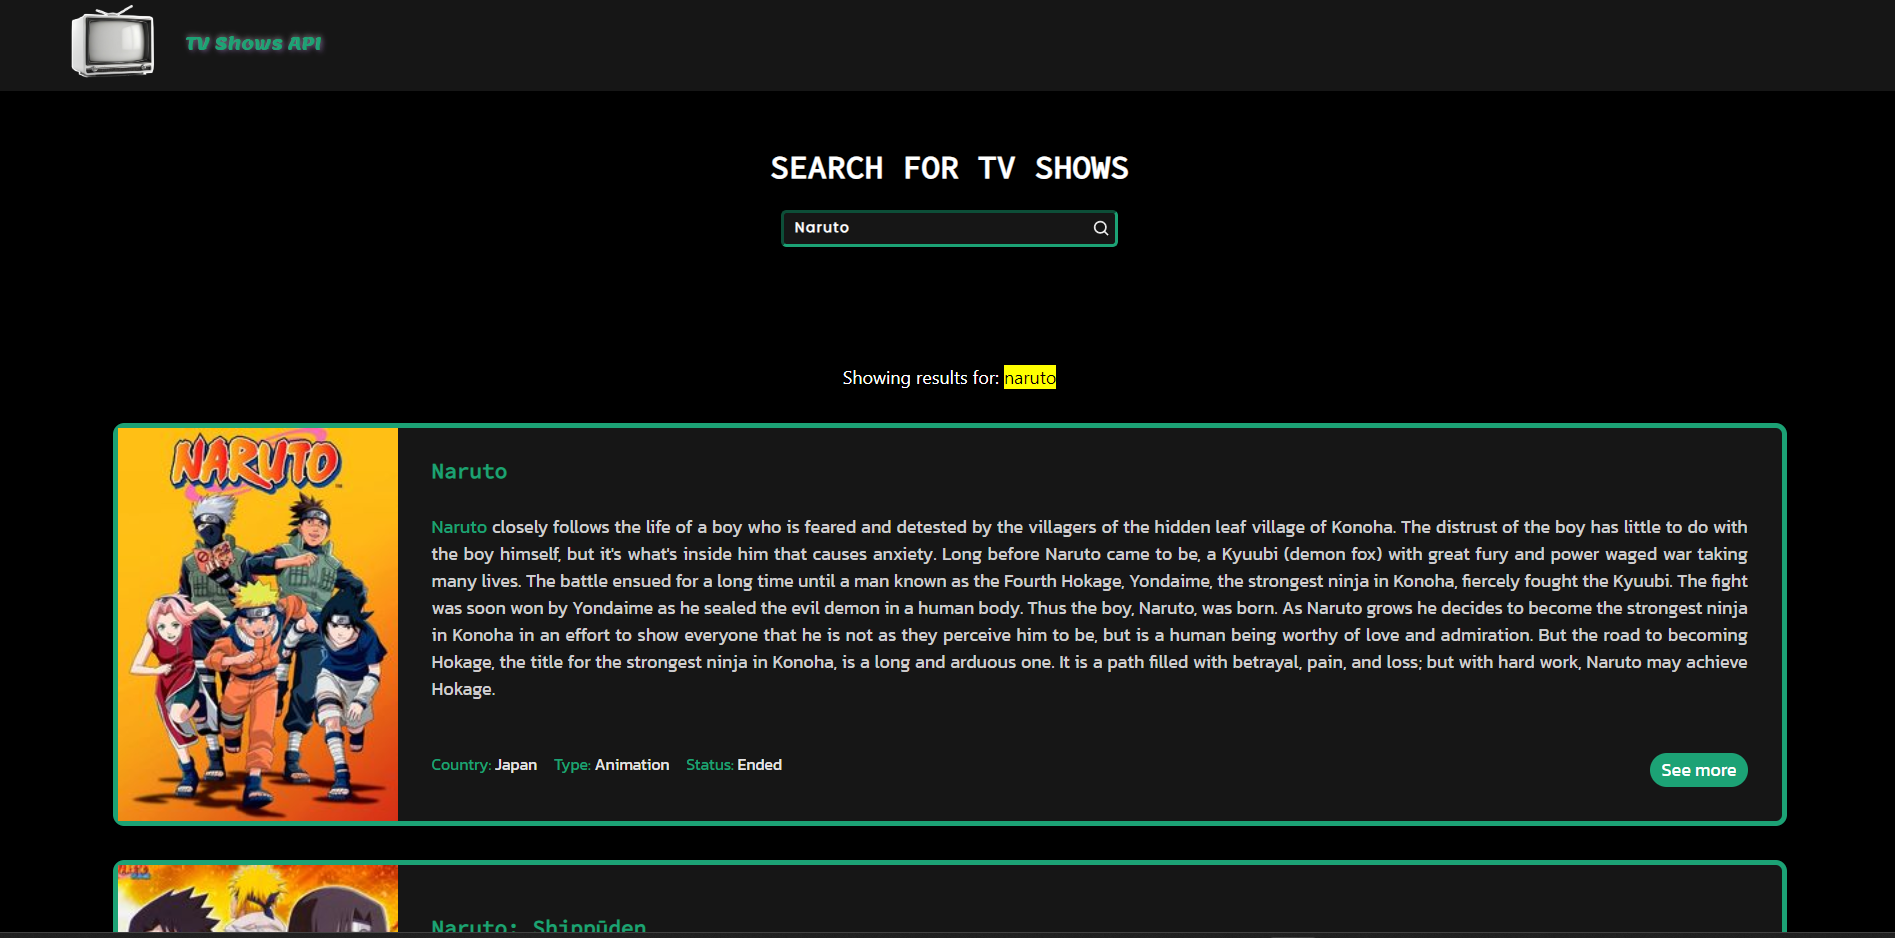 TV Shows API
SEARCH FOR TV SHOWS
Naruto
Showing results for: naruto
NARUTO
™
Naruto
Naruto closely follows the life of a boy who is feared and detested by the villagers of the hidden leaf village of Konoha. The distrust of the boy has little to do with
the boy himself, but it's what's inside him that causes anxiety. Long before Naruto came to be, a Kyuubi (demon fox) with great fury and power waged war taking
many lives. The battle ensued for a long time until a man known as the Fourth Hokage, Yondaime, the strongest ninja in Konoha, fiercely fought the Kyuubi. The fight
was soon won by Yondaime as he sealed the evil demon in a human body. Thus the boy, Naruto, was born. As Naruto grows he decides to become the strongest ninja
in Konoha in an effort to show everyone that he is not as they perceive him to be, but is a human being worthy of love and admiration. But the road to becoming
Hokage, the title for the strongest ninja in Konoha, is a long and arduous one. It is a path filled with betrayal, pain, and loss; but with hard work, Naruto may achieve
Hokage.
Country: Japan Type: Animation Status: Ended
See more
Naruto: Shippūden